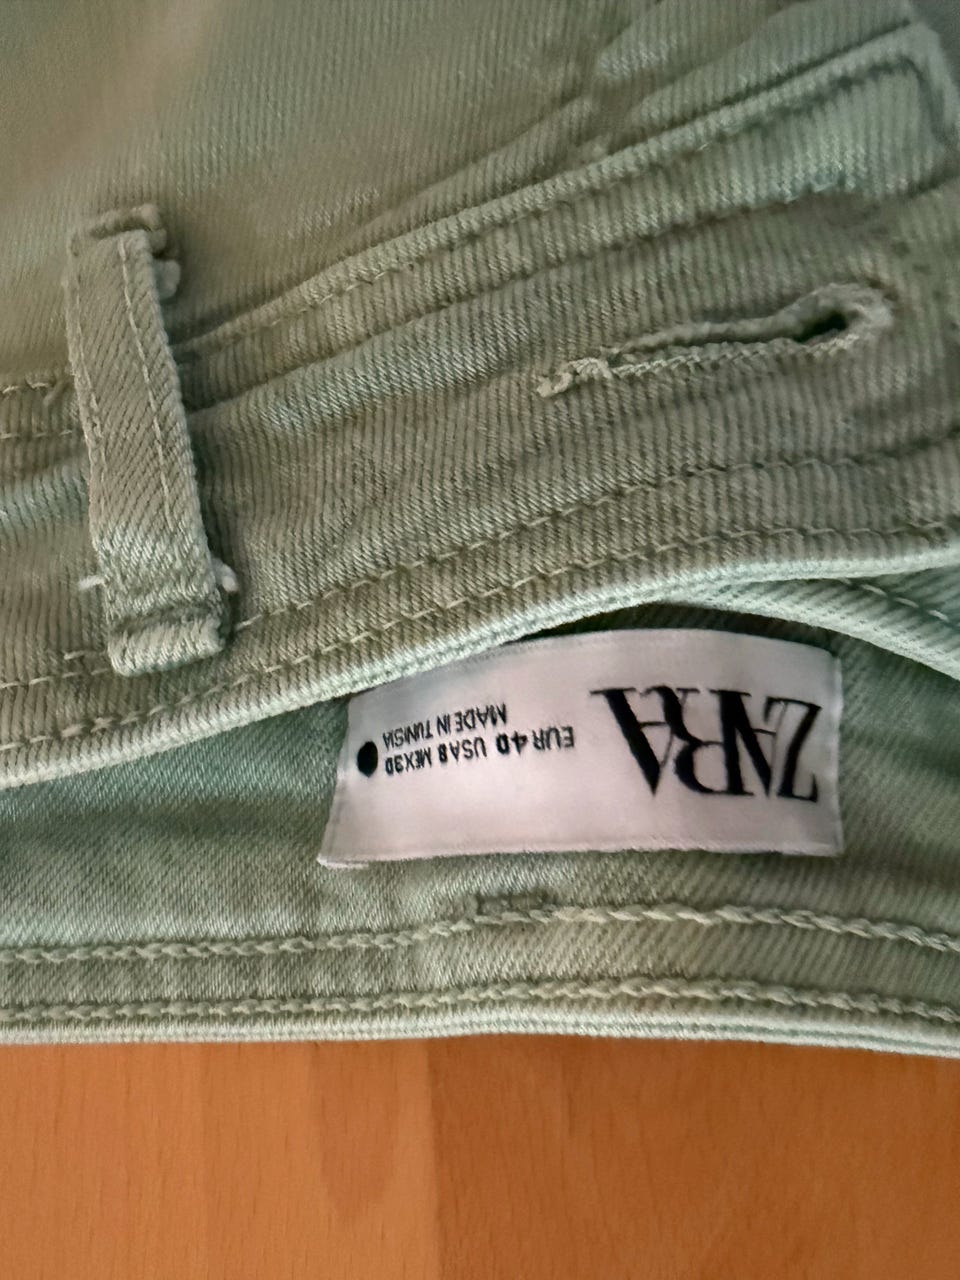 ZARA
EUR 40 USA 8 MEX 30
MADE IN TUNISIA